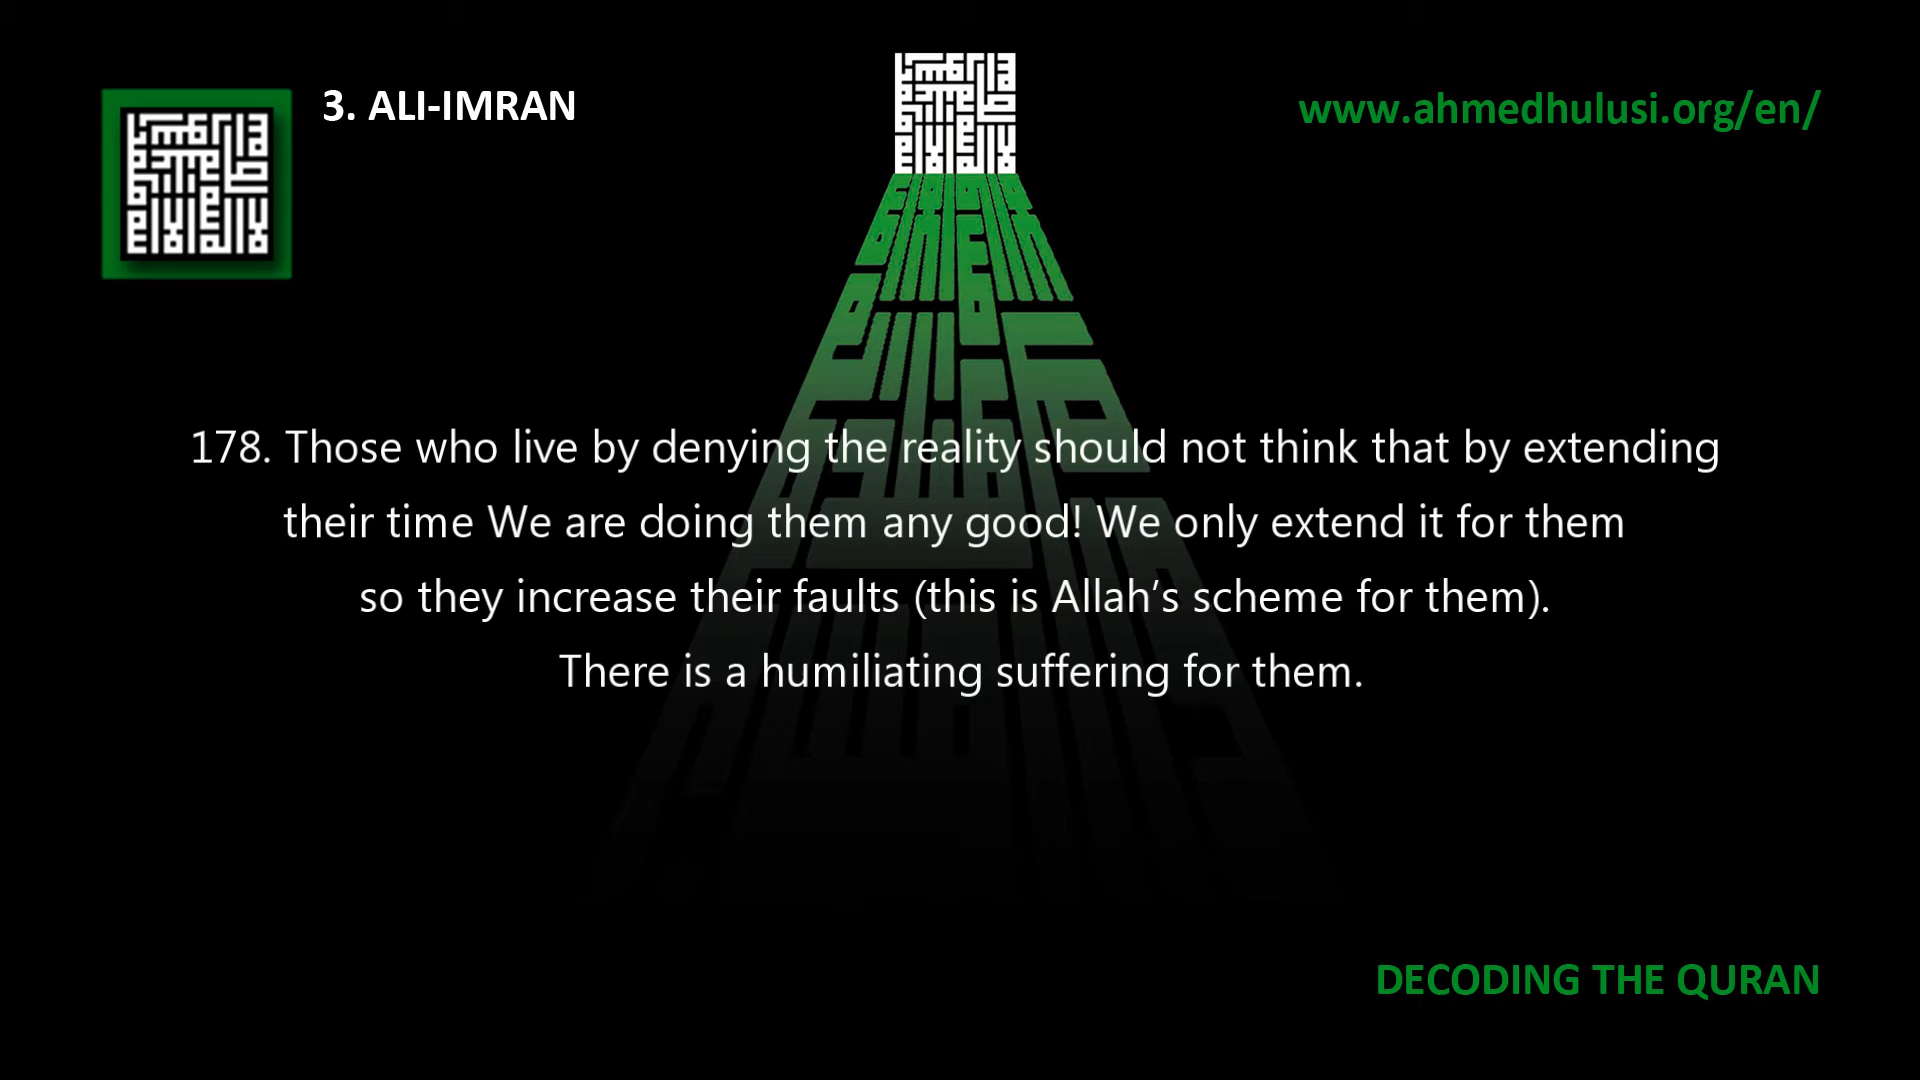 3. ALI-IMRAN
www.ahmedhulusi.org/en/
178. Those who live by denying the reality should not think that by extending
their time We are doing them any good! We only extend it for them
so they increase their faults (this is Allah’s scheme for them).
There is a humiliating suffering for them.
DECODING THE QURAN